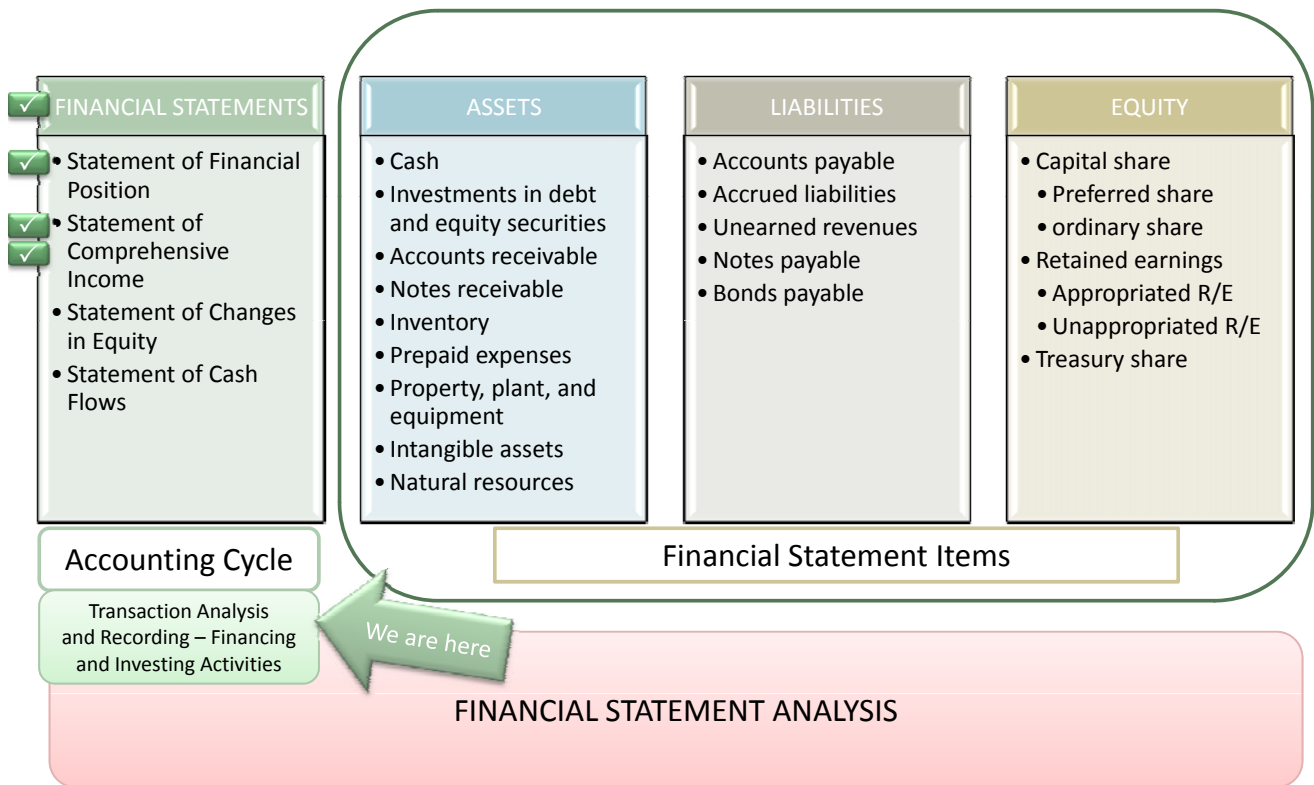 FINANCIAL STATEMENTS
• Statement of Financial
Position
• Statement of
Comprehensive
Income
• Statement of Changes
in Equity
• Statement of Cash
Flows
ASSETS
• Cash
• Investments in debt
and equity securities
• Accounts receivable
• Notes receivable
• Inventory
• Prepaid expenses
• Property, plant, and
equipment
• Intangible assets
• Natural resources
LIABILITIES
• Accounts payable
• Accrued liabilities
• Unearned revenues
• Notes payable
• Bonds payable
EQUITY
• Capital share
• Preferred share
• ordinary share
• Retained earnings
• Appropriated R/E
• Unappropriated R/E
• Treasury share
Accounting Cycle
Financial Statement Items
Transaction Analysis
and Recording – Financing
and Investing Activities
We are here
FINANCIAL STATEMENT ANALYSIS